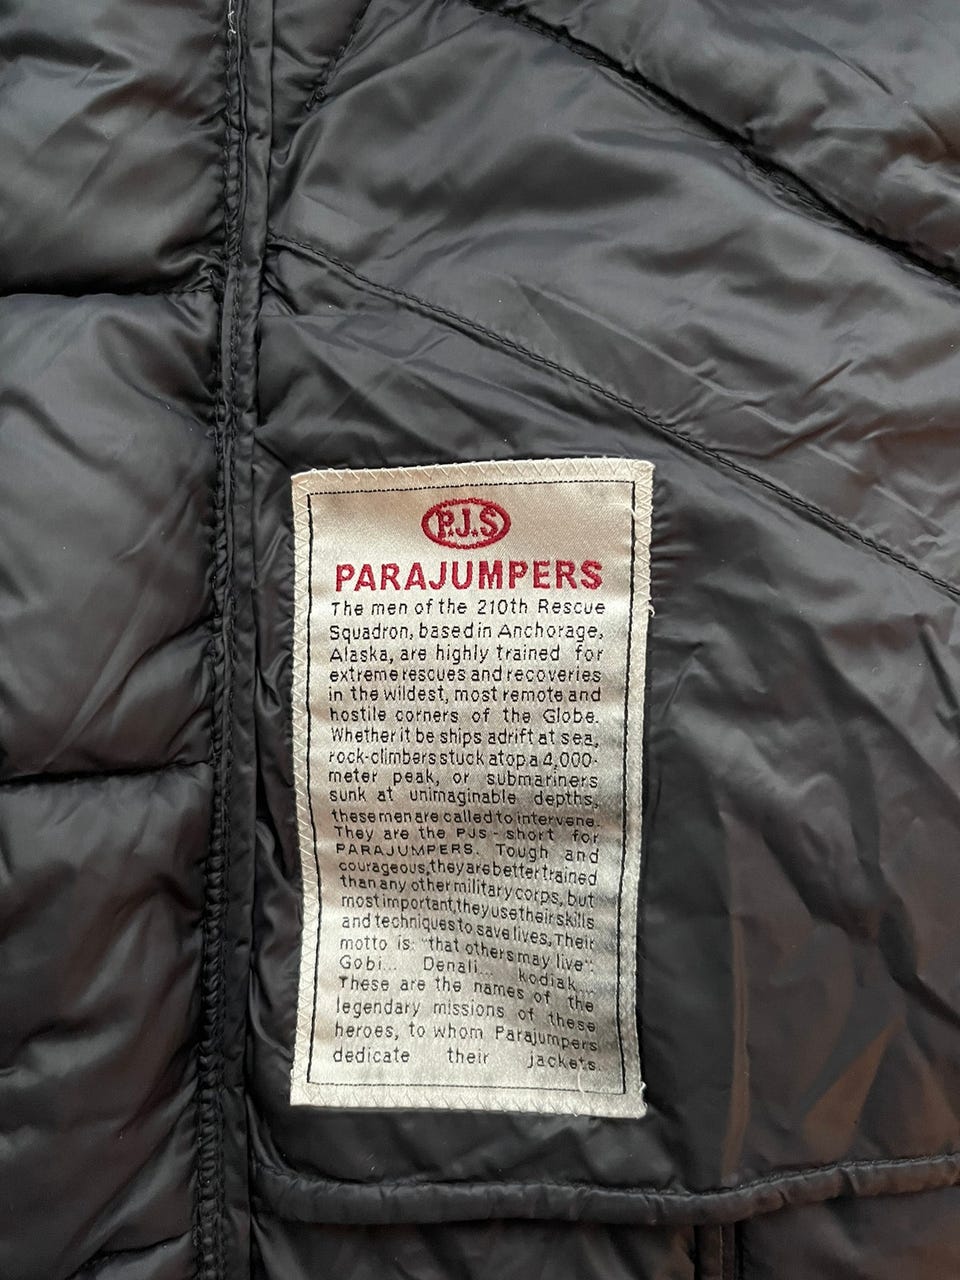 P.J.S
PARAJUMPERS
The men of the 210th Rescue
Squadron, based in Anchorage,
Alaska, are highly trained for
extreme rescues and recoveries
in the wildest, most remote and
hostile corners of the Globe.
Whether it be ships adrift at sea,
rock-climbers stuck atop a 4,000-
meter peak, or submariners
sunk at unimaginable depths,
these men are called to intervene.
They are the PJs - short for
PARAJUMPERS. Tough and
courageous, they are better trained
than any other military corps, but
most important, they use their skills
and techniques to save lives. Their
motto is: "that others may live".
Gobi... Denali... kodiak...
These are the names of the
legendary missions of these
heroes, to whom Parajumpers
dedicate their jackets.